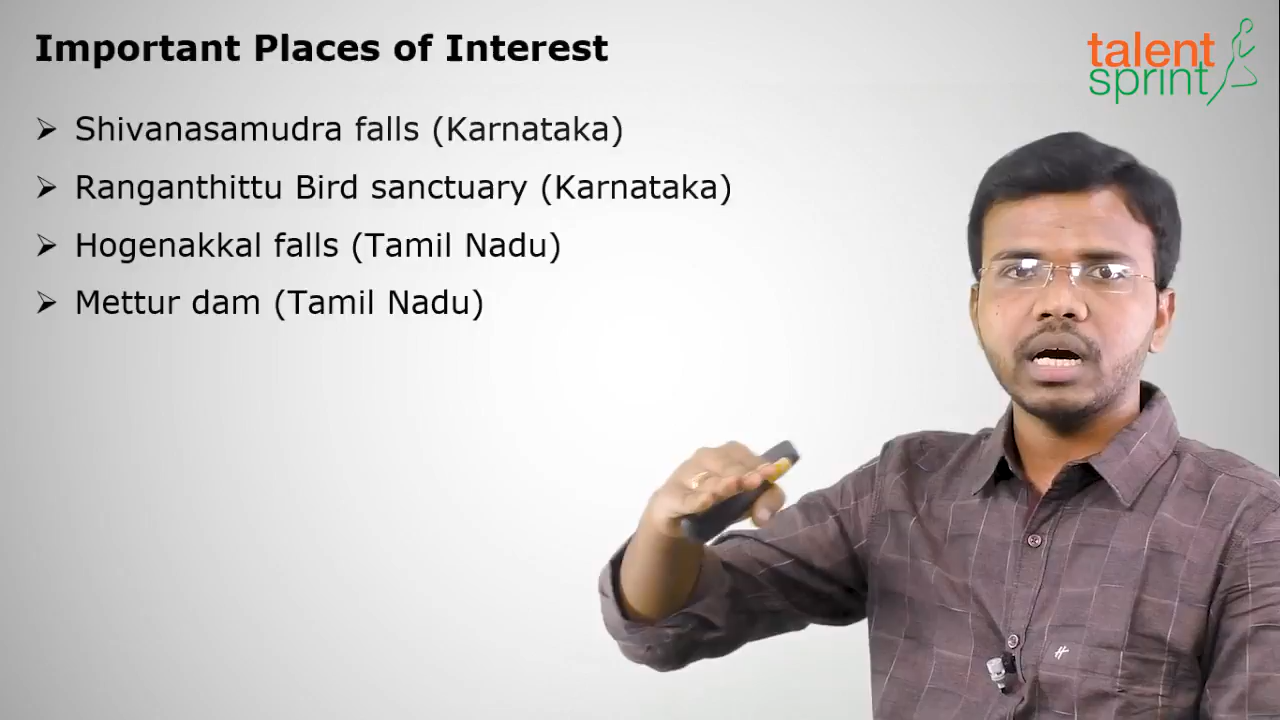 Important Places of Interest
talent
sprint
➢ Shivanasamudra falls (Karnataka)
➢ Ranganthittu Bird sanctuary (Karnataka)
➢ Hogenakkal falls (Tamil Nadu)
➢ Mettur dam (Tamil Nadu)
H